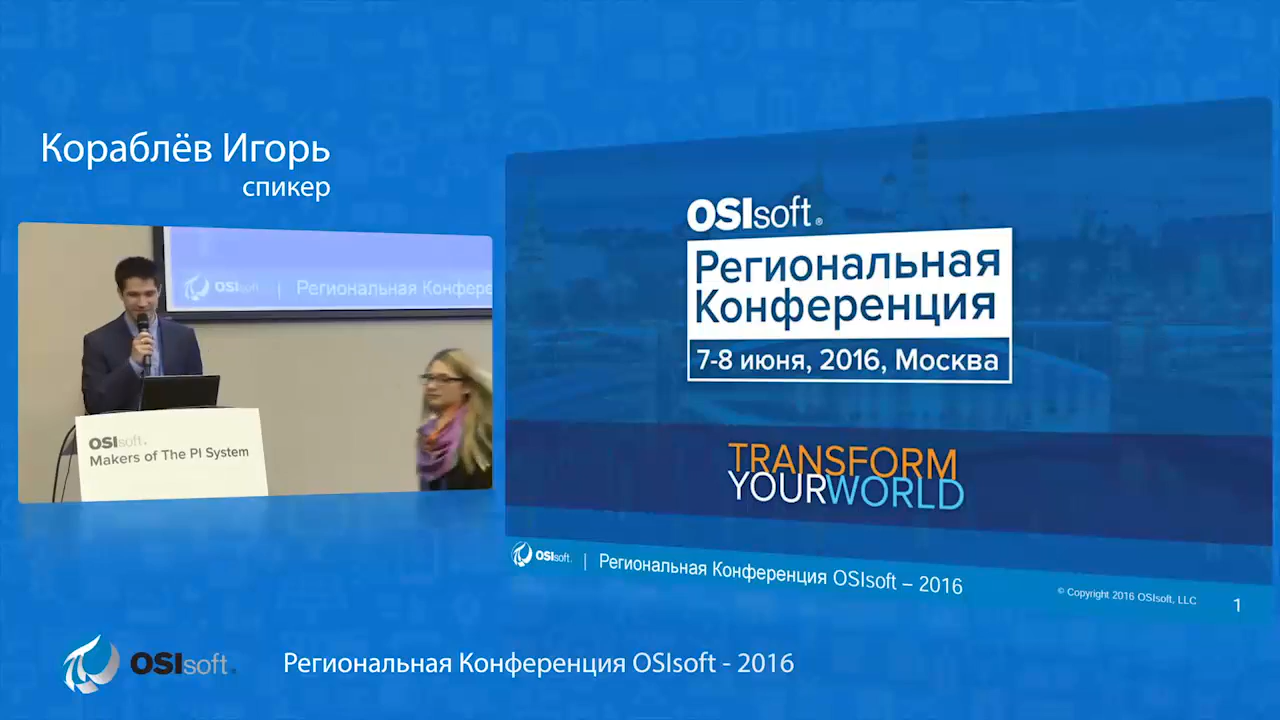 Кораблёв Игорь
спикер
OSIsoft. | Региональная Конфере
OSIsoft.
Makers of The PI System
OSIsoft.®
Региональная
Конференция
7-8 июня, 2016, Москва
TRANSFORM
YOURWORLD
OSIsoft. | Региональная Конференция OSIsoft – 2016
© Copyright 2016 OSIsoft, LLC
1
OSIsoft.
Региональная Конференция OSIsoft - 2016